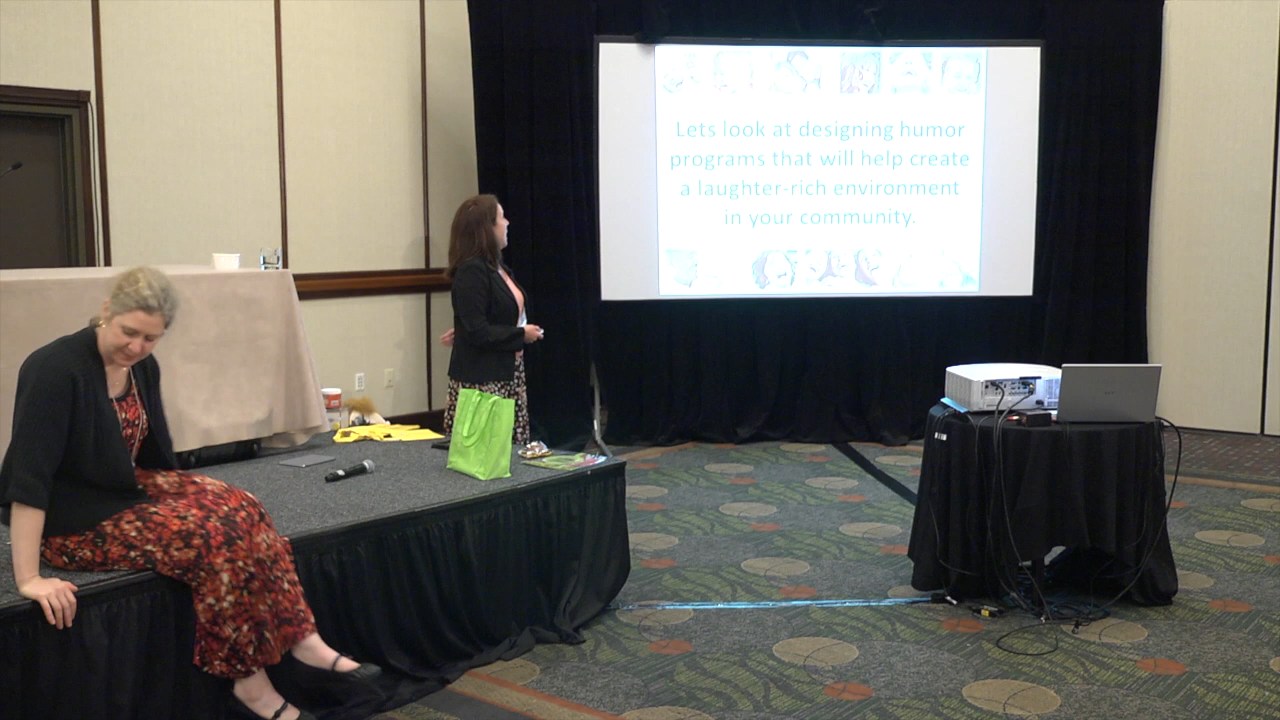 Lets look at designing humor
programs that will help create
a laughter-rich environment
in your community.